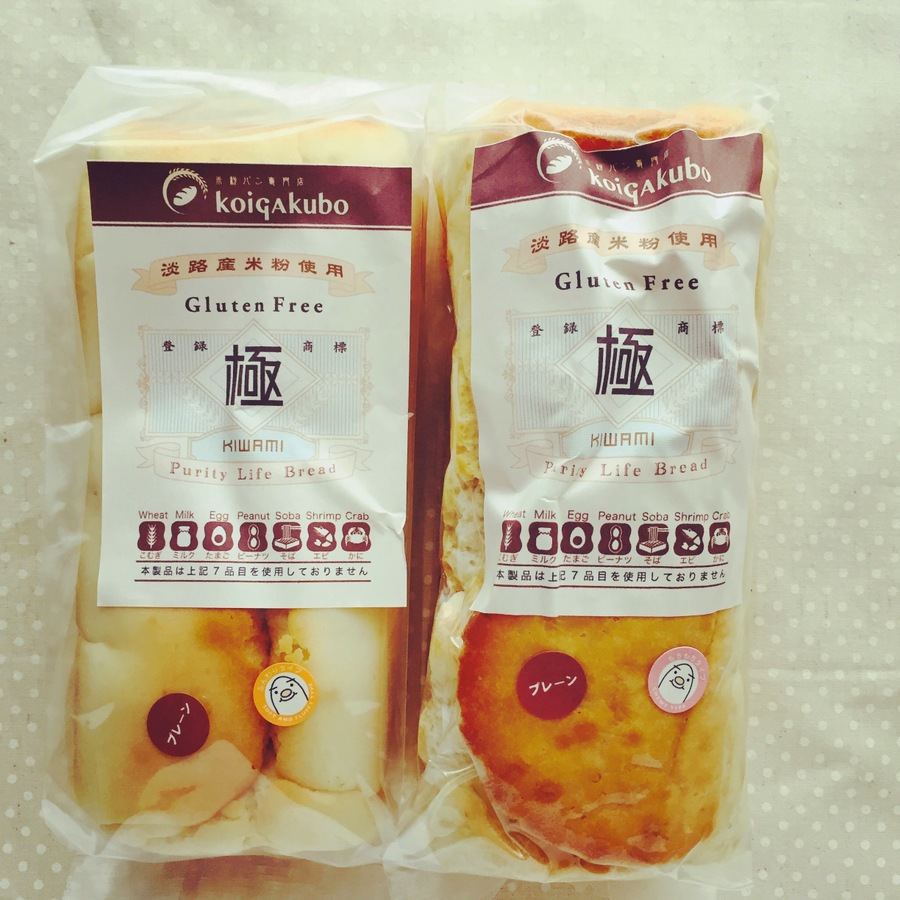 米粉パン専門店
koigakubo
淡路産米粉使用
Gluten Free
登録 商標
極
KIWAMI
Purity Life Bread
Wheat Milk Egg Peanut Soba Shrimp Crab
こむぎ ミルク たまご ピーナツ そば エビ かに
本製品は上記7品目を使用しておりません
プレーン
粉パン専門店
koigakubo
淡路産米粉使用
Gluten Free
登録 商標
極
KIWAMI
Purity Life Bread
Wheat Milk Egg Peanut Soba Shrimp Crab
こむぎ ミルク たまご ピーナツ そば エビ かに
本製品は上記7品目を使用しておりません
プレーン